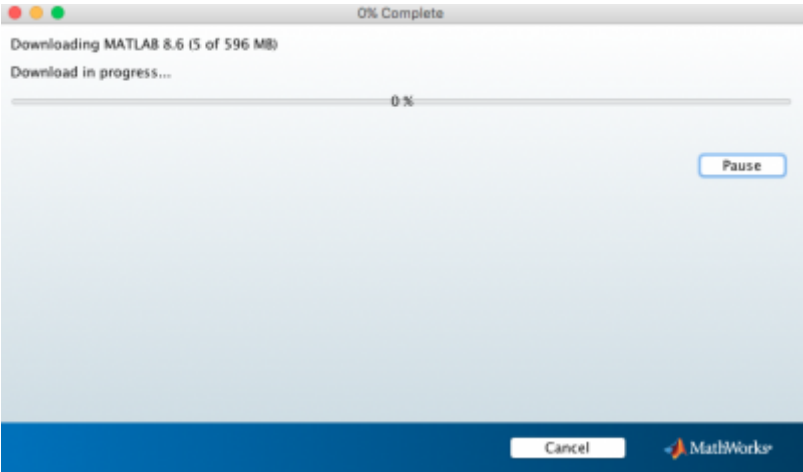 0% Complete
Downloading MATLAB 8.6 (5 of 596 MB)
Download in progress...
0 %
Pause
Cancel
MathWorks®